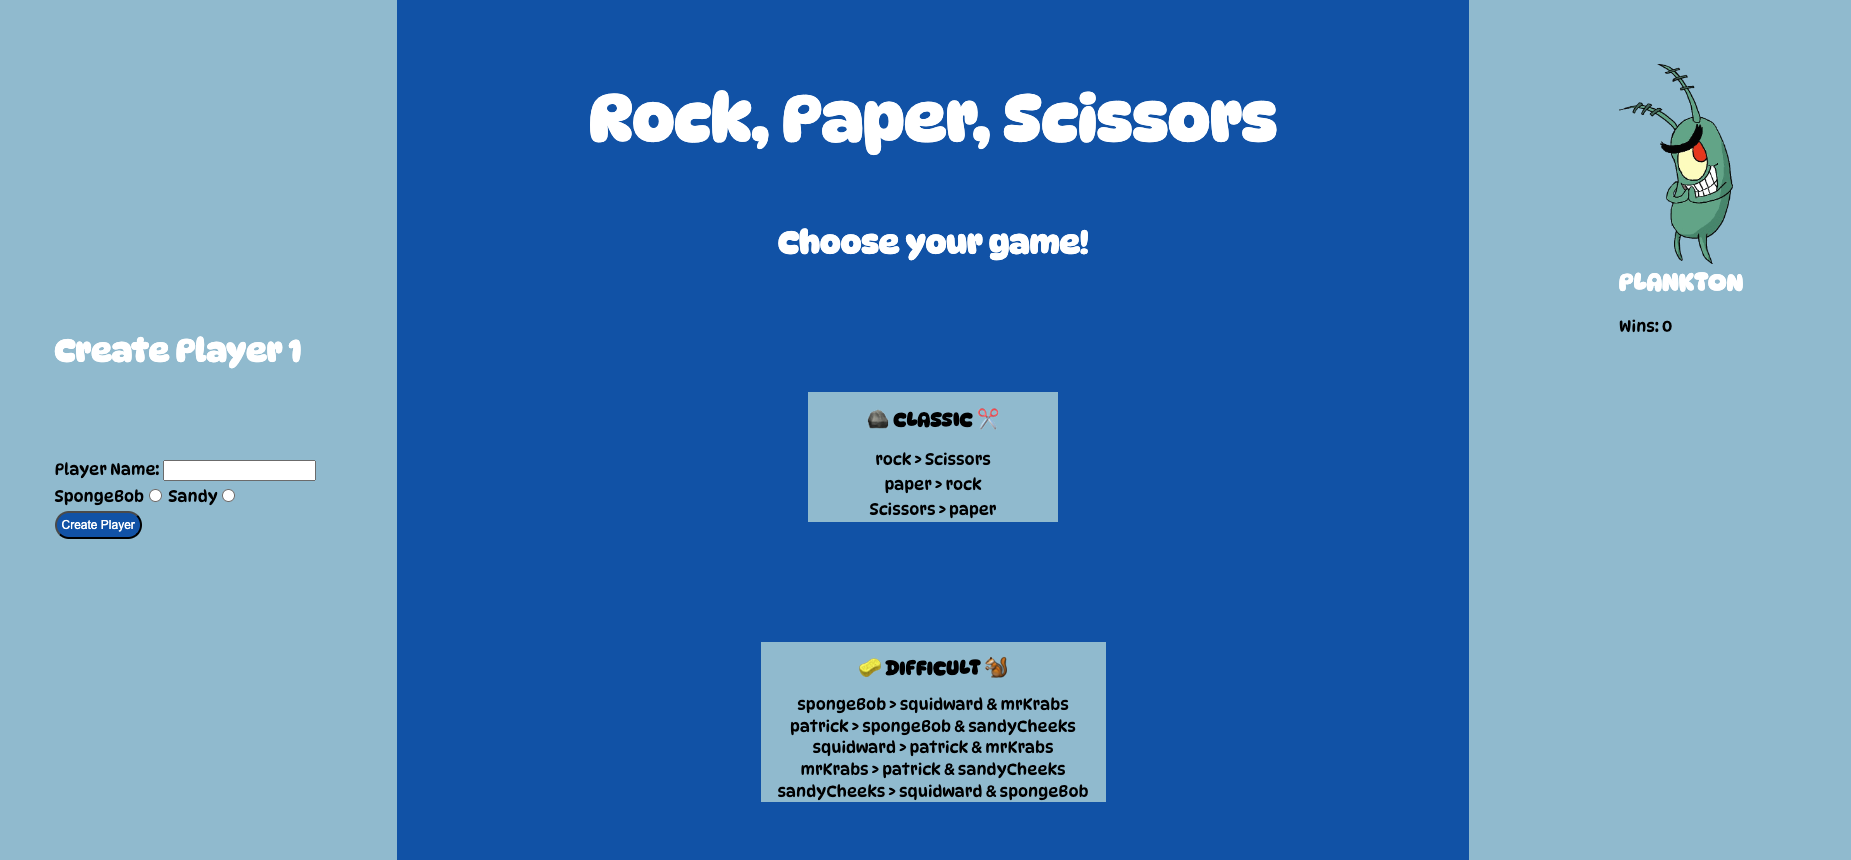 Rock, Paper, Scissors
Choose your game!
Create Player 1
Player Name:
SpongeBob Sandy
Create Player
CLASSIC
rock > Scissors
paper > rock
Scissors > paper
DIFFICULT
spongeBob > squidward & mrKrabs
patrick > spongeBob & sandyCheeks
squidward > patrick & mrKrabs
mrKrabs > patrick & sandyCheeks
sandyCheeks > squidward & spongeBob
PLANKTON
Wins: 0